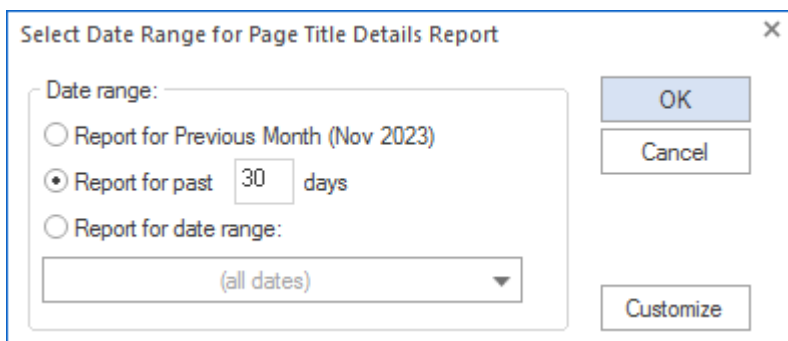 Select Date Range for Page Title Details Report
Date range:
Report for Previous Month (Nov 2023)
Report for past 30 days
Report for date range:
(all dates)
OK
Cancel
Customize